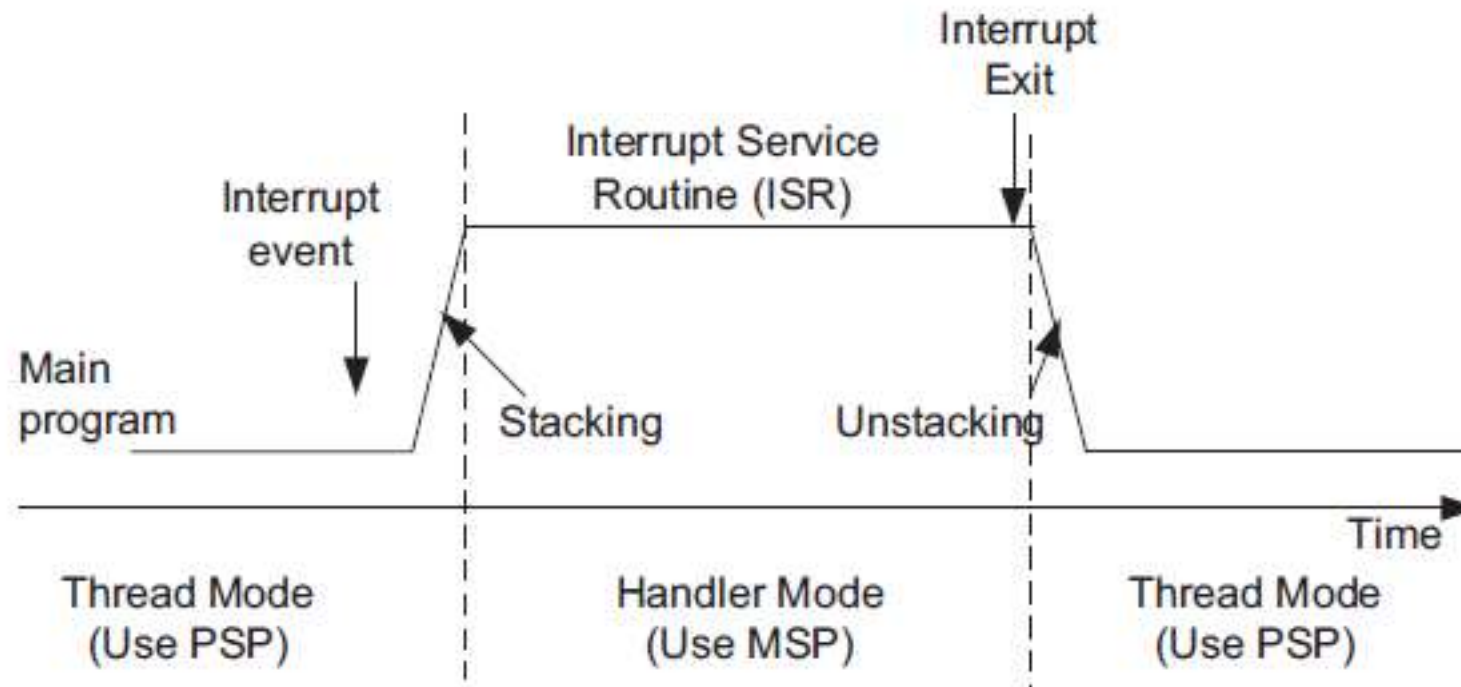 Interrupt
Exit
Interrupt Service
Routine (ISR)
Interrupt
event
Main
program
Stacking
Unstacking
Time
Thread Mode
(Use PSP)
Handler Mode
(Use MSP)
Thread Mode
(Use PSP)